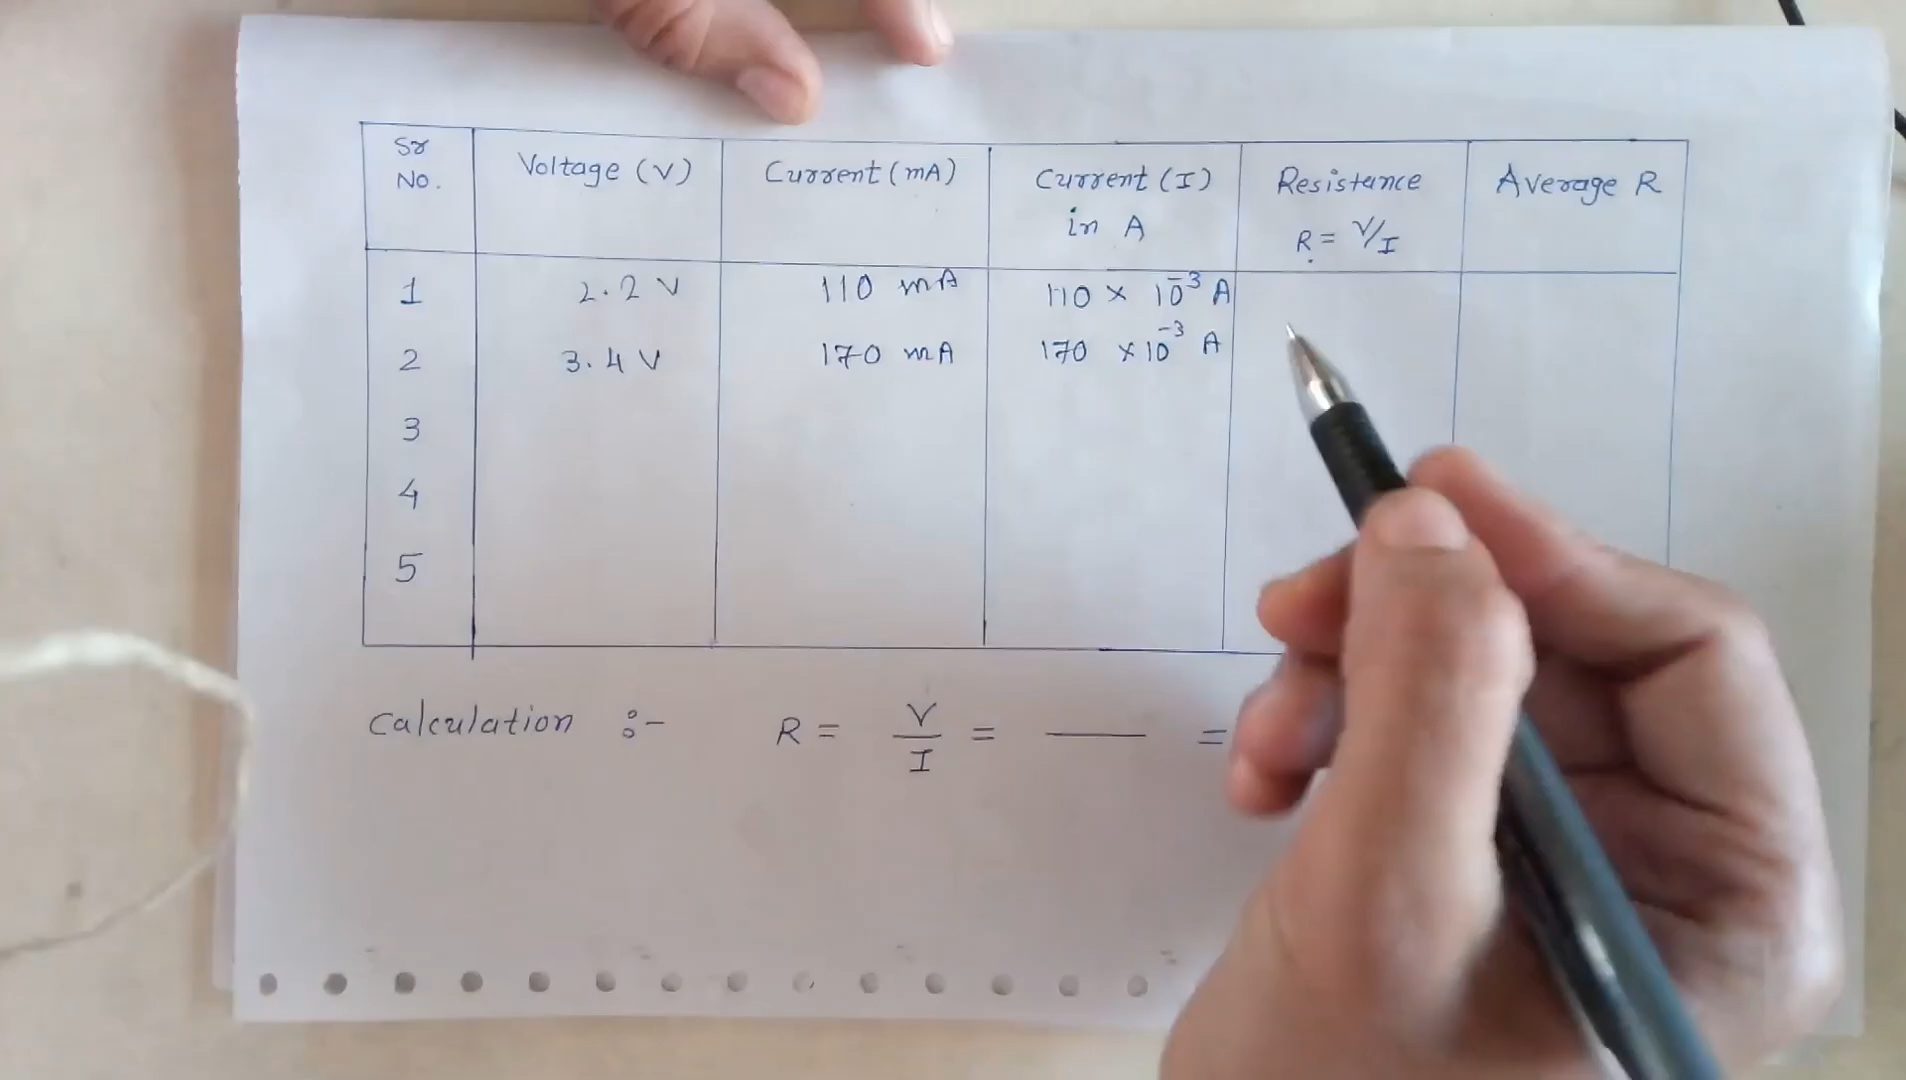 Sr No.
Voltage (V)
Current (mA)
Current (I) in A
Resistance R = V/I
Average R
1 2.2 V 110 mA 110 × 10⁻³ A
2 3.4 V 170 mA 170 × 10⁻³ A
3
4
5
Calculation :- R = V/I = —— =